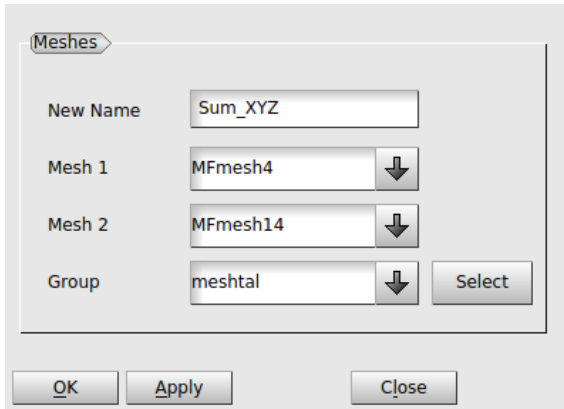 Meshes
New Name Sum_XYZ
Mesh 1 MFmesh4
Mesh 2 MFmesh14
Group meshtal Select
OK Apply Close